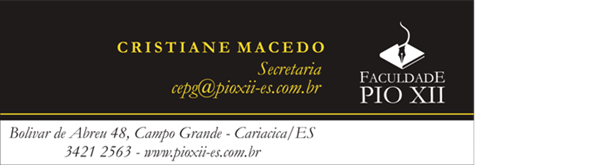 CRISTIANE MACEDO
Secretaria
cepg@pioxii-es.com.br
FACULDADE
PIO XII
Bolivar de Abreu 48, Campo Grande - Cariacica/ES
3421 2563 - www.pioxii-es.com.br